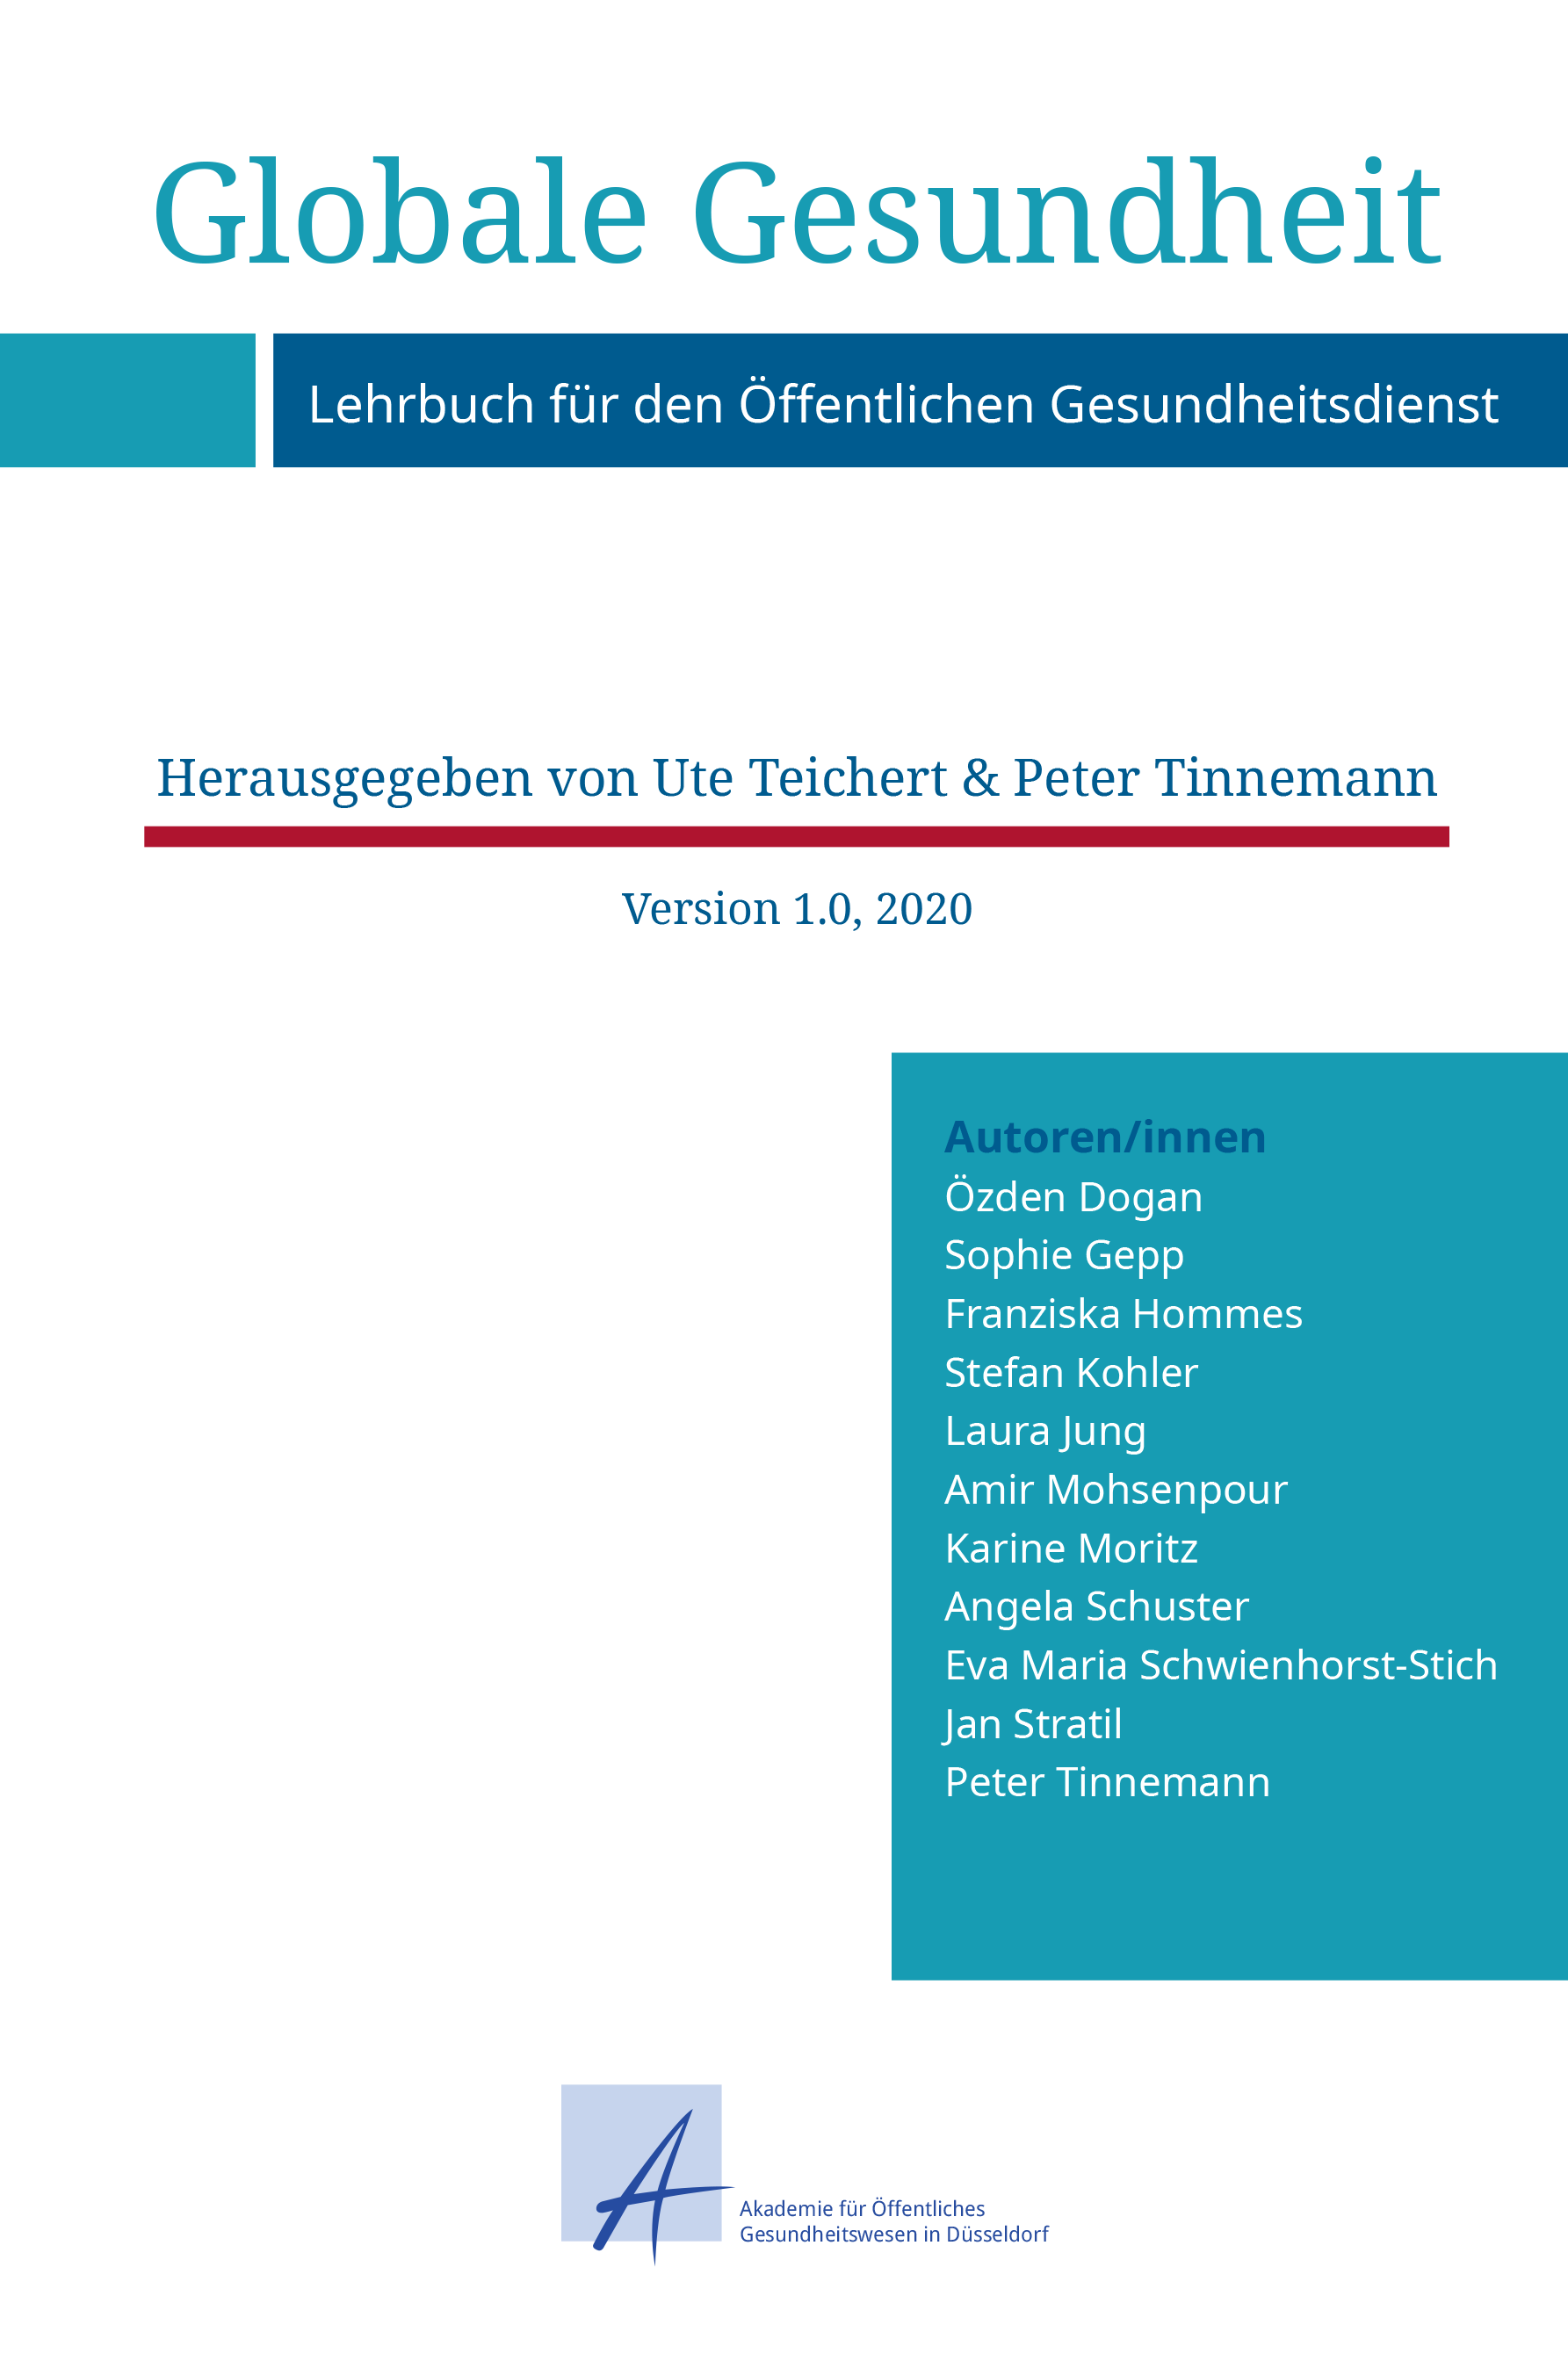 Globale Gesundheit
Lehrbuch für den Öffentlichen Gesundheitsdienst
Herausgegeben von Ute Teichert & Peter Tinnemann
Version 1.0, 2020
Autoren/innen
Özden Dogan
Sophie Gepp
Franziska Hommes
Stefan Kohler
Laura Jung
Amir Mohsenpour
Karine Moritz
Angela Schuster
Eva Maria Schwienhorst-Stich
Jan Stratil
Peter Tinnemann
A
Akademie für Öffentliches
Gesundheitswesen in Düsseldorf